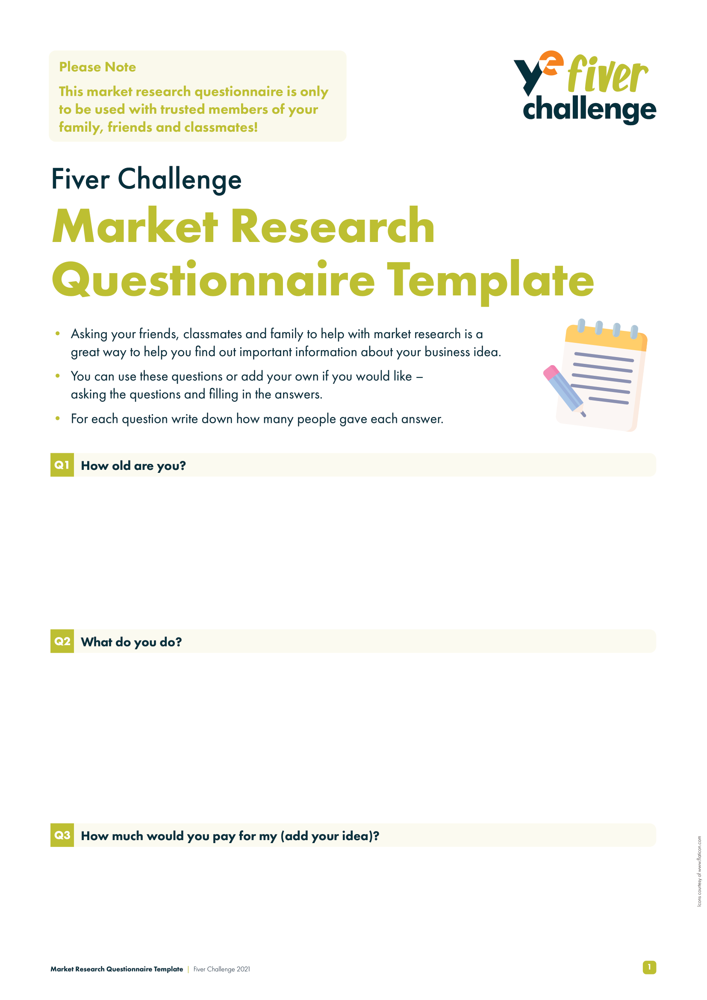 Please Note
This market research questionnaire is only
to be used with trusted members of your
family, friends and classmates!
ye fiver
challenge
Fiver Challenge
Market Research
Questionnaire Template
• Asking your friends, classmates and family to help with market research is a
great way to help you find out important information about your business idea.
• You can use these questions or add your own if you would like –
asking the questions and filling in the answers.
• For each question write down how many people gave each answer.
Q1 How old are you?
Q2 What do you do?
Q3 How much would you pay for my (add your idea)?
Icons courtesy of www.flaticon.com
Market Research Questionnaire Template | Fiver Challenge 2021
1